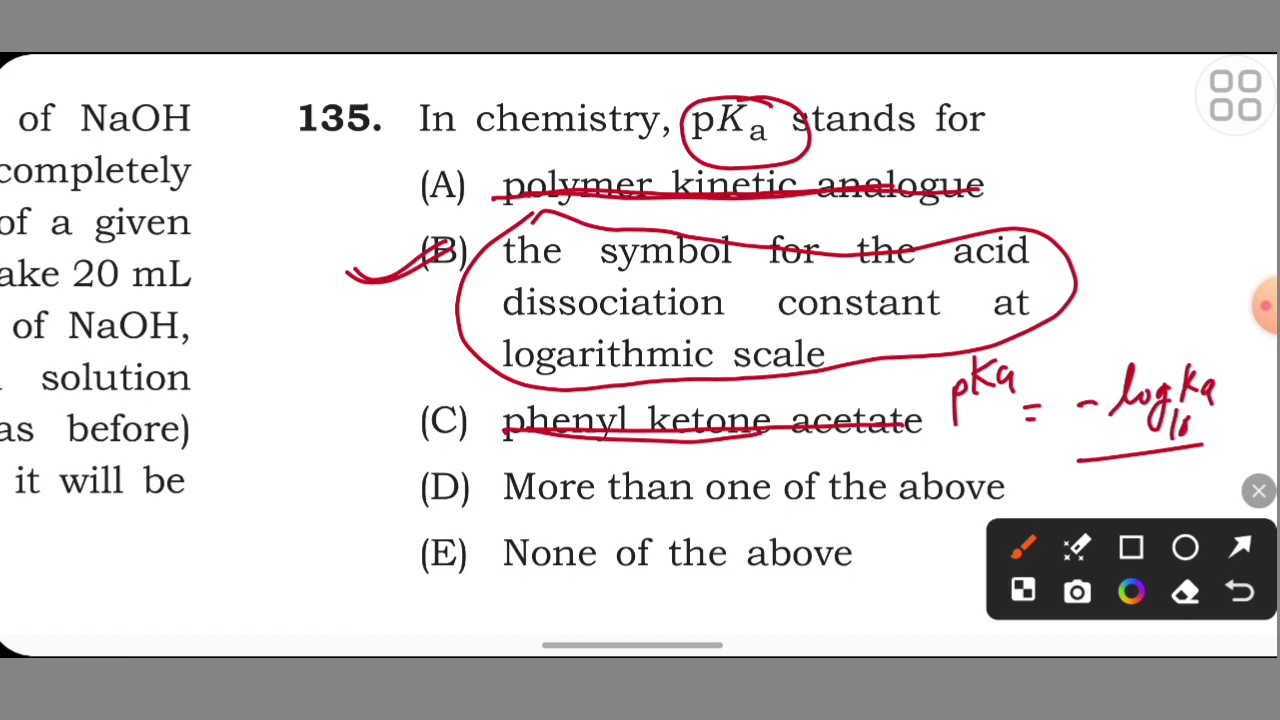 of NaOH
completely
of a given
ake 20 mL
of NaOH,
solution
as before)
it will be
135. In chemistry, pKa stands for
(A) polymer kinetic analogue
(B) the symbol for the acid
dissociation constant at
logarithmic scale
(C) phenyl ketone acetate
(D) More than one of the above
(E) None of the above
pKa = - log Ka